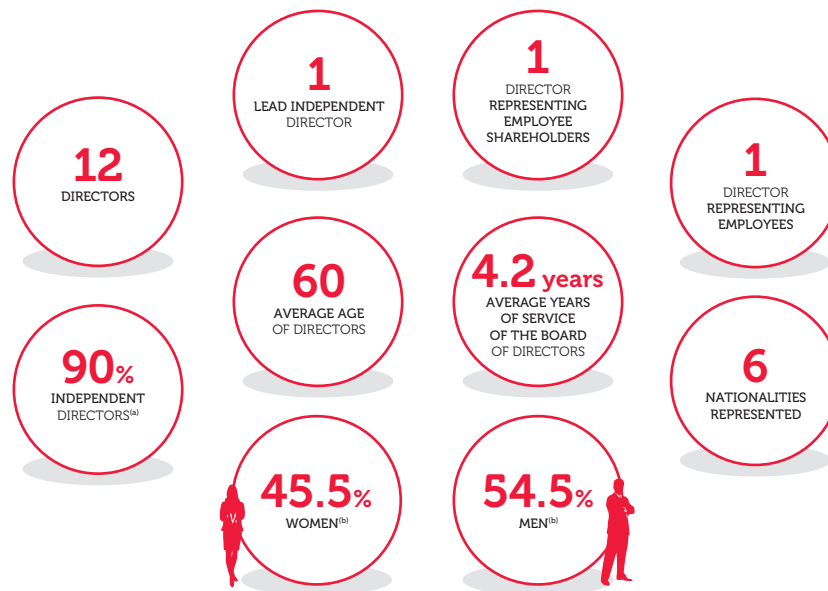 1
LEAD INDEPENDENT
DIRECTOR
1
DIRECTOR
REPRESENTING
EMPLOYEE
SHAREHOLDERS
12
DIRECTORS
1
DIRECTOR
REPRESENTING
EMPLOYEES
60
AVERAGE AGE
OF DIRECTORS
4.2 years
AVERAGE YEARS
OF SERVICE
OF THE BOARD
OF DIRECTORS
90%
INDEPENDENT
DIRECTORS(a)
6
NATIONALITIES
REPRESENTED
45.5%
WOMEN(b)
54.5%
MEN(b)